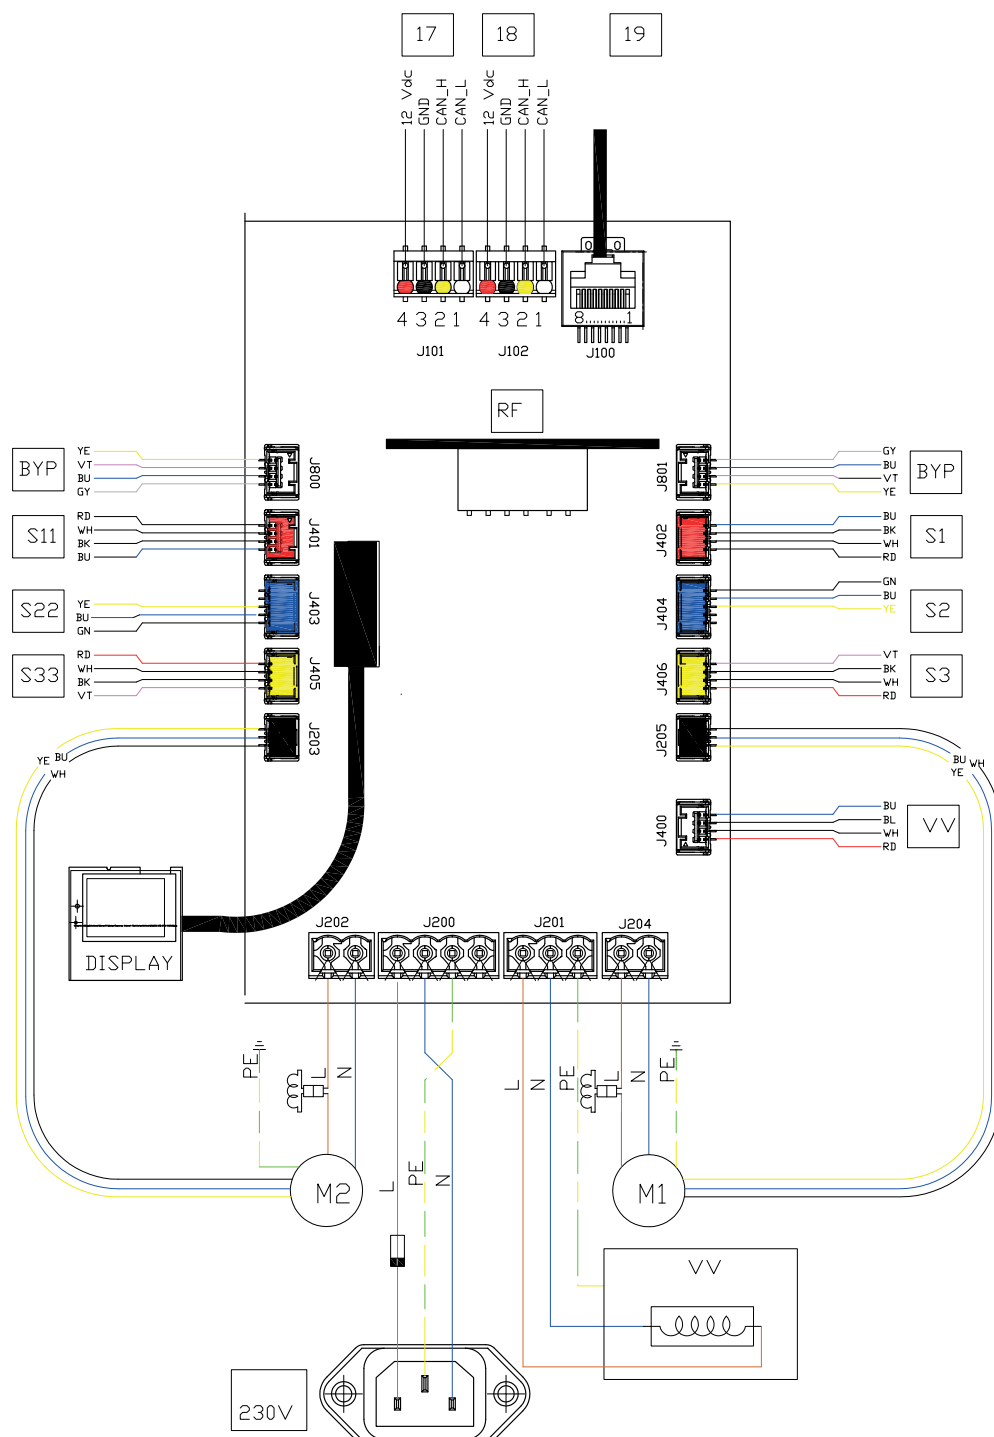 17 18 19
12 Vdc
GND
CAN_H
CAN_L
12 Vdc
GND
CAN_H
CAN_L
4 3 2 1
4 3 2 1
8 1
J101 J102 J100
RF
BYP
YE
VT
BU
GY
J800
S11
RD
WH
BK
BU
J401
S22
YE
BU
GN
J403
S33
RD
WH
BK
VT
J405
J203
YE BU
WH
J801
GY
BU
VT
YE
BYP
J402
BU
BK
WH
RD
S1
J404
GN
BU
YE
S2
J406
VT
BK
WH
RD
S3
J205
BU WH
YE
J400
BU
BL
WH
RD
VV
DISPLAY
J202 J200 J201 J204
PE
L
N
L
N
PE
L
N
PE
M2
L
PE
N
M1
VV
230V